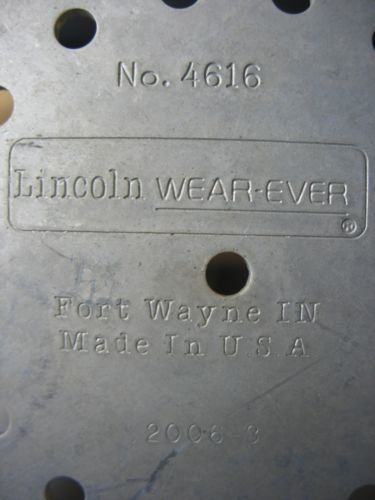 No. 4616
Lincoln WEAR-EVER
®
Fort Wayne IN
Made In U.S.A
2006-3